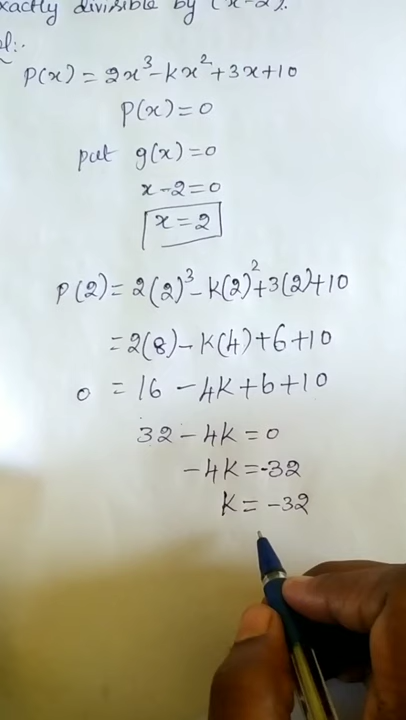 exactly divisible by (x-2).
P(x) = 2x³-kx²+3x+10
P(x)=0
put g(x)=0
x-2=0
x=2
P(2)= 2(2)³-k(2)²+3(2)+10
=2(8)-k(4)+6+10
0 = 16 -4k+6+10
32-4k=0
-4k=-32
k= -32